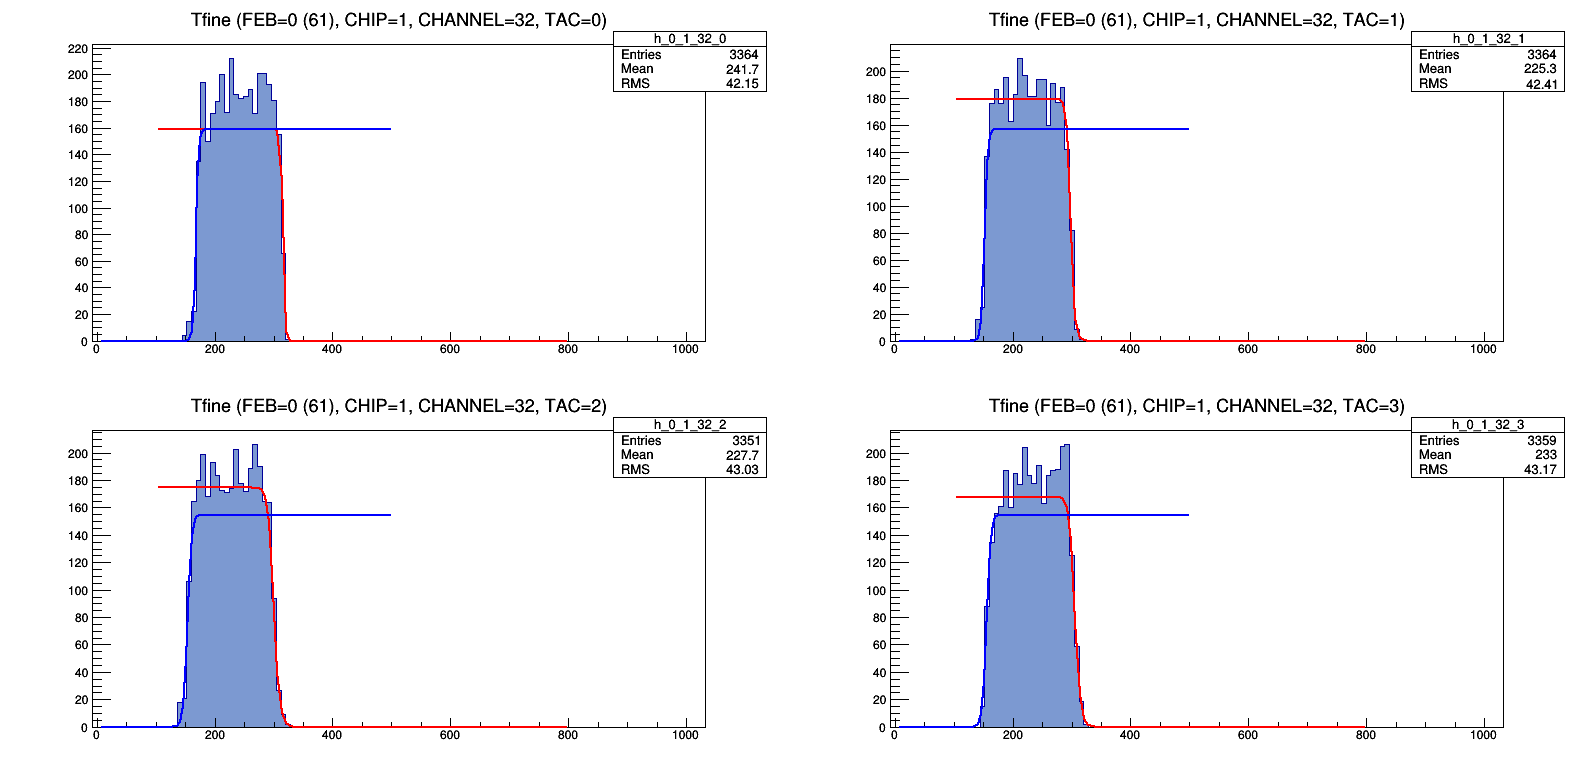 Tfine (FEB=0 (61), CHIP=1, CHANNEL=32, TAC=0)
h_0_1_32_0
Entries 3364
Mean 241.7
RMS 42.15
220
200
180
160
140
120
100
80
60
40
20
0
0 200 400 600 800 1000
Tfine (FEB=0 (61), CHIP=1, CHANNEL=32, TAC=1)
h_0_1_32_1
Entries 3364
Mean 225.3
RMS 42.41
200
180
160
140
120
100
80
60
40
20
0
0 200 400 600 800 1000
Tfine (FEB=0 (61), CHIP=1, CHANNEL=32, TAC=2)
h_0_1_32_2
Entries 3351
Mean 227.7
RMS 43.03
200
180
160
140
120
100
80
60
40
20
0
0 200 400 600 800 1000
Tfine (FEB=0 (61), CHIP=1, CHANNEL=32, TAC=3)
h_0_1_32_3
Entries 3359
Mean 233
RMS 43.17
200
180
160
140
120
100
80
60
40
20
0
0 200 400 600 800 1000